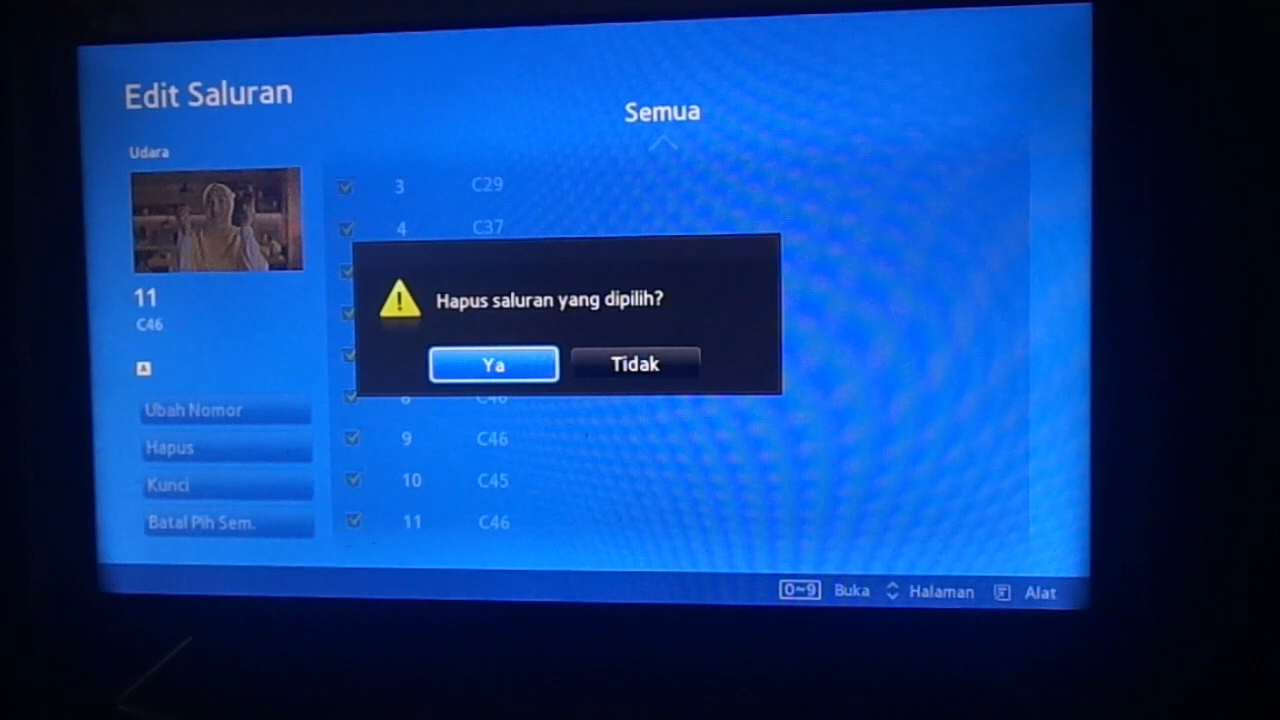 Edit Saluran
Semua
Udara
3 C29
4 C37
Hapus saluran yang dipilih?
Ya Tidak
11
C46
A
Ubah Nomor
Hapus
Kunci
Batal Pih Sem.
9 C46
10 C45
11 C46
0~9 Buka Halaman Alat